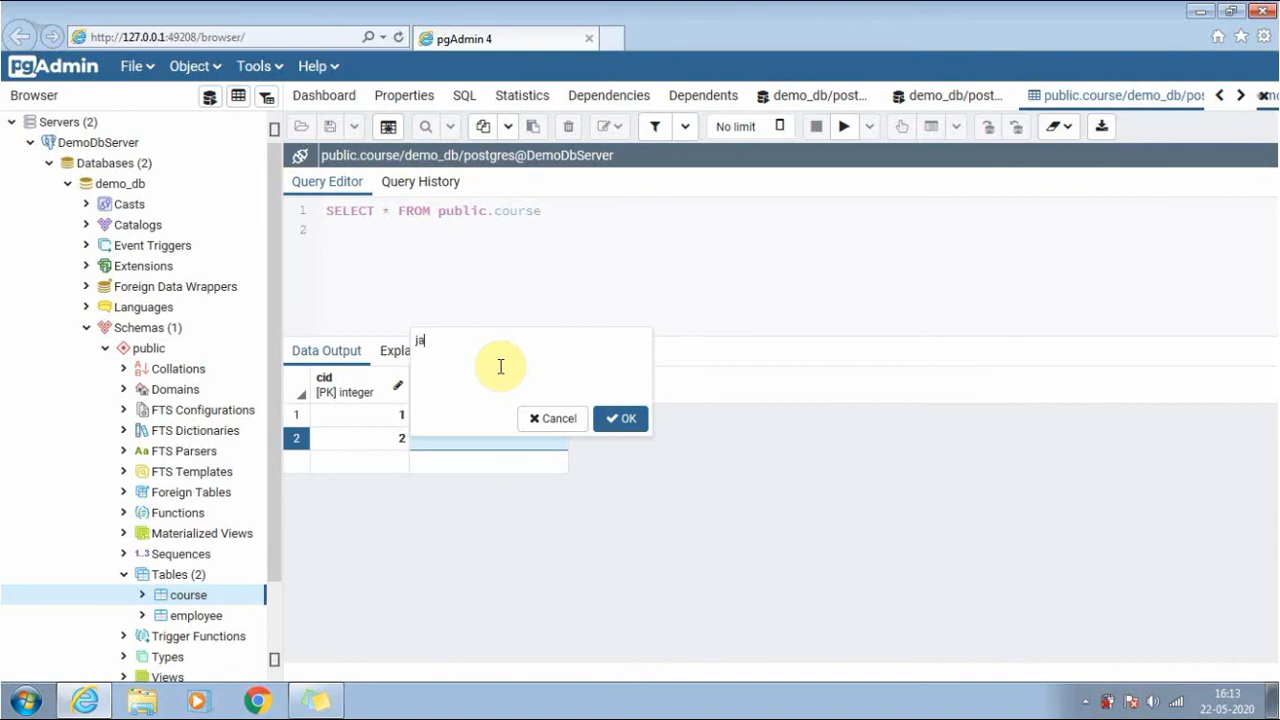 http://127.0.0.1:49208/browser/
pgAdmin 4
pgAdmin
File
Object
Tools
Help
Browser
Dashboard
Properties
SQL
Statistics
Dependencies
Dependents
demo_db/post...
demo_db/post...
public.course/demo_db/pos
No limit
Servers (2)
DemoDbServer
Databases (2)
demo_db
Casts
Catalogs
Event Triggers
Extensions
Foreign Data Wrappers
Languages
Schemas (1)
public
Collations
Domains
FTS Configurations
FTS Dictionaries
FTS Parsers
FTS Templates
Foreign Tables
Functions
Materialized Views
1..3 Sequences
Tables (2)
course
employee
Trigger Functions
Types
Views
public.course/demo_db/postgres@DemoDbServer
Query Editor
Query History
1 SELECT * FROM public.course
2
Data Output
Expla
ja
Cancel
OK
cid
[PK] integer
1 1
2 2
16:13
22-05-2020